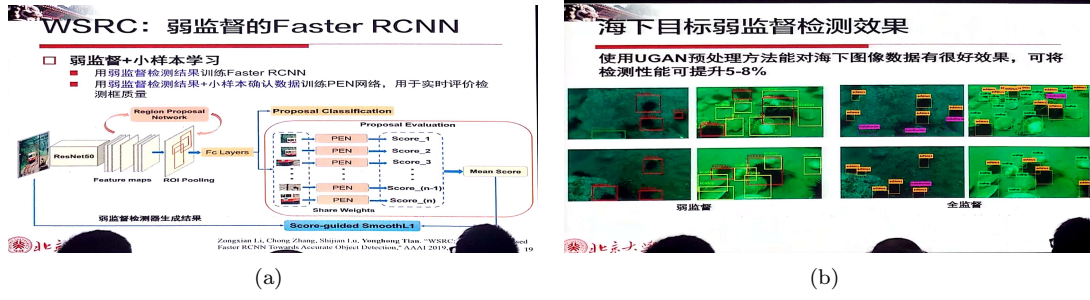 WSRC：弱监督的Faster RCNN
弱监督+小样本学习
用弱监督检测结果训练Faster RCNN
用弱监督检测结果+小样本确认数据训练PEN网络，用于实时评价检
测框质量
Region Proposal
Network
Proposal Classification
Proposal Evaluation
ResNet50
Feature maps
ROI Pooling
Fc Layers
PEN
Score_1
PEN
Score_2
PEN
Score_3
PEN
Score_(n-1)
PEN
Score_(n)
Mean Score
Share Weights
弱监督检测器生成结果
Score-guided SmoothL1
Zongxian Li, Chong Zhang, Shijian Lu, Yonghong Tian. "WSRC:
Faster RCNN Towards Accurate Object Detection," AAAI 2019,
19
北京
(a)
海下目标弱监督检测效果
使用UGAN预处理方法能对海下图像数据有很好效果，可将
检测性能可提升5-8%
弱监督
全监督
北京大学
(b)